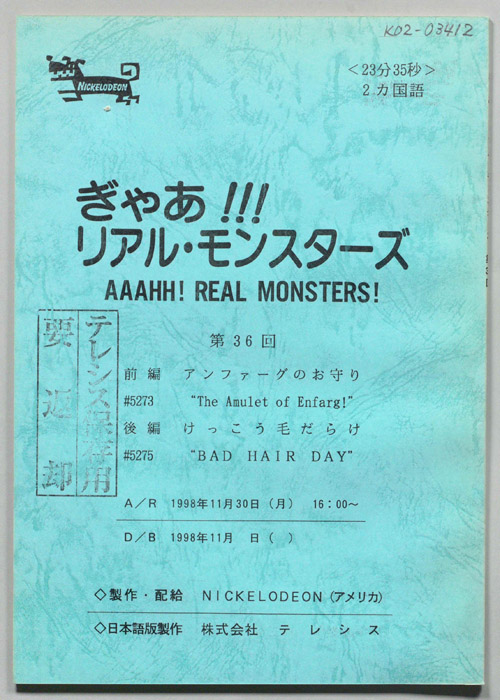 KD2-03412
NICKELODEON
<23分35秒>
2カ国語
ぎゃあ!!!
リアル・モンスターズ
AAAHH! REAL MONSTERS!
第36回
前編 アンファーグのお守り
#5273 “The Amulet of Enfarg!”
後編 けっこう毛だらけ
#5275 “BAD HAIR DAY”
テレシス保存用
要返却
A/R 1998年11月30日(月) 16:00~
D/B 1998年11月 日( )
◇製作・配給 NICKELODEON(アメリカ)
◇日本語版製作 株式会社 テレシス